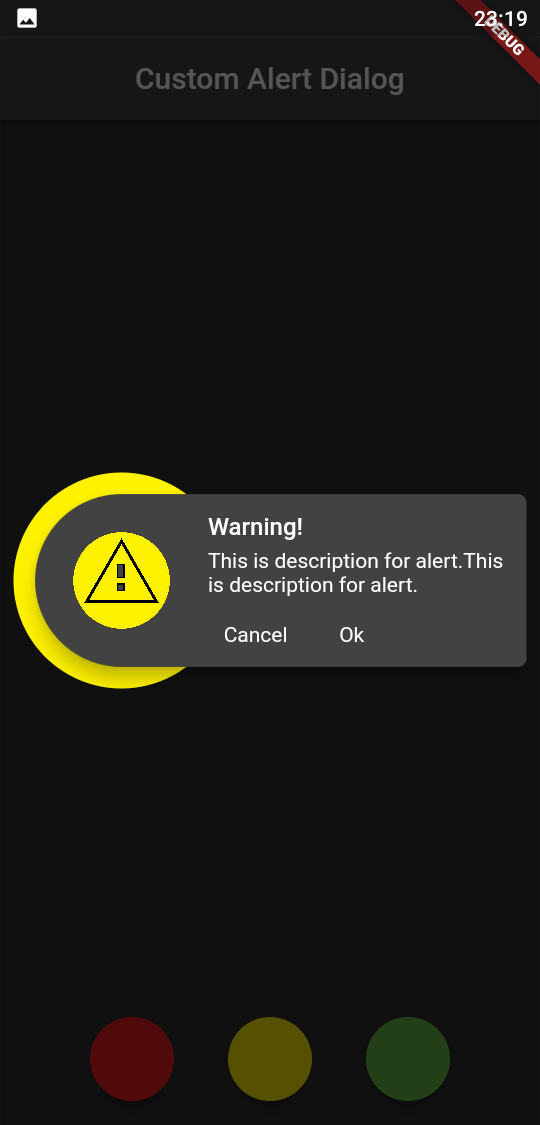 23:19
DEBUG
Custom Alert Dialog
Warning!
This is description for alert.This
is description for alert.
Cancel Ok